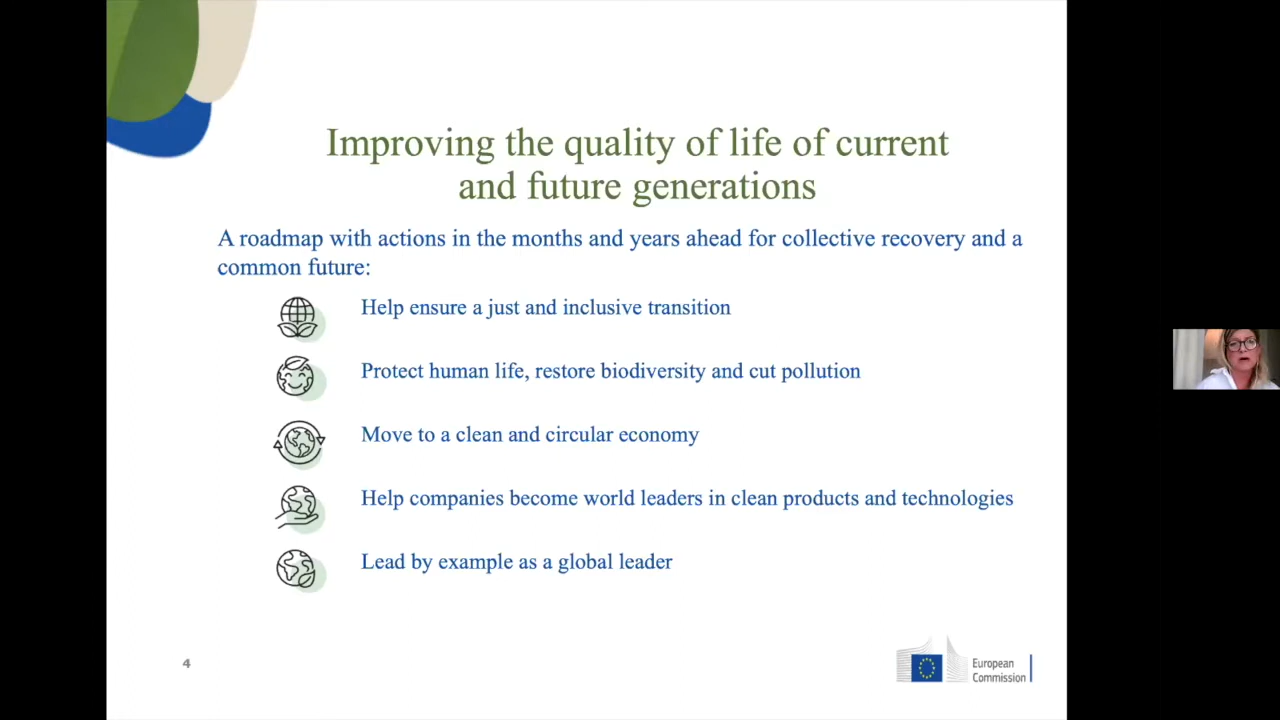 Improving the quality of life of current
and future generations
A roadmap with actions in the months and years ahead for collective recovery and a
common future:
Help ensure a just and inclusive transition
Protect human life, restore biodiversity and cut pollution
Move to a clean and circular economy
Help companies become world leaders in clean products and technologies
Lead by example as a global leader
4
European
Commission